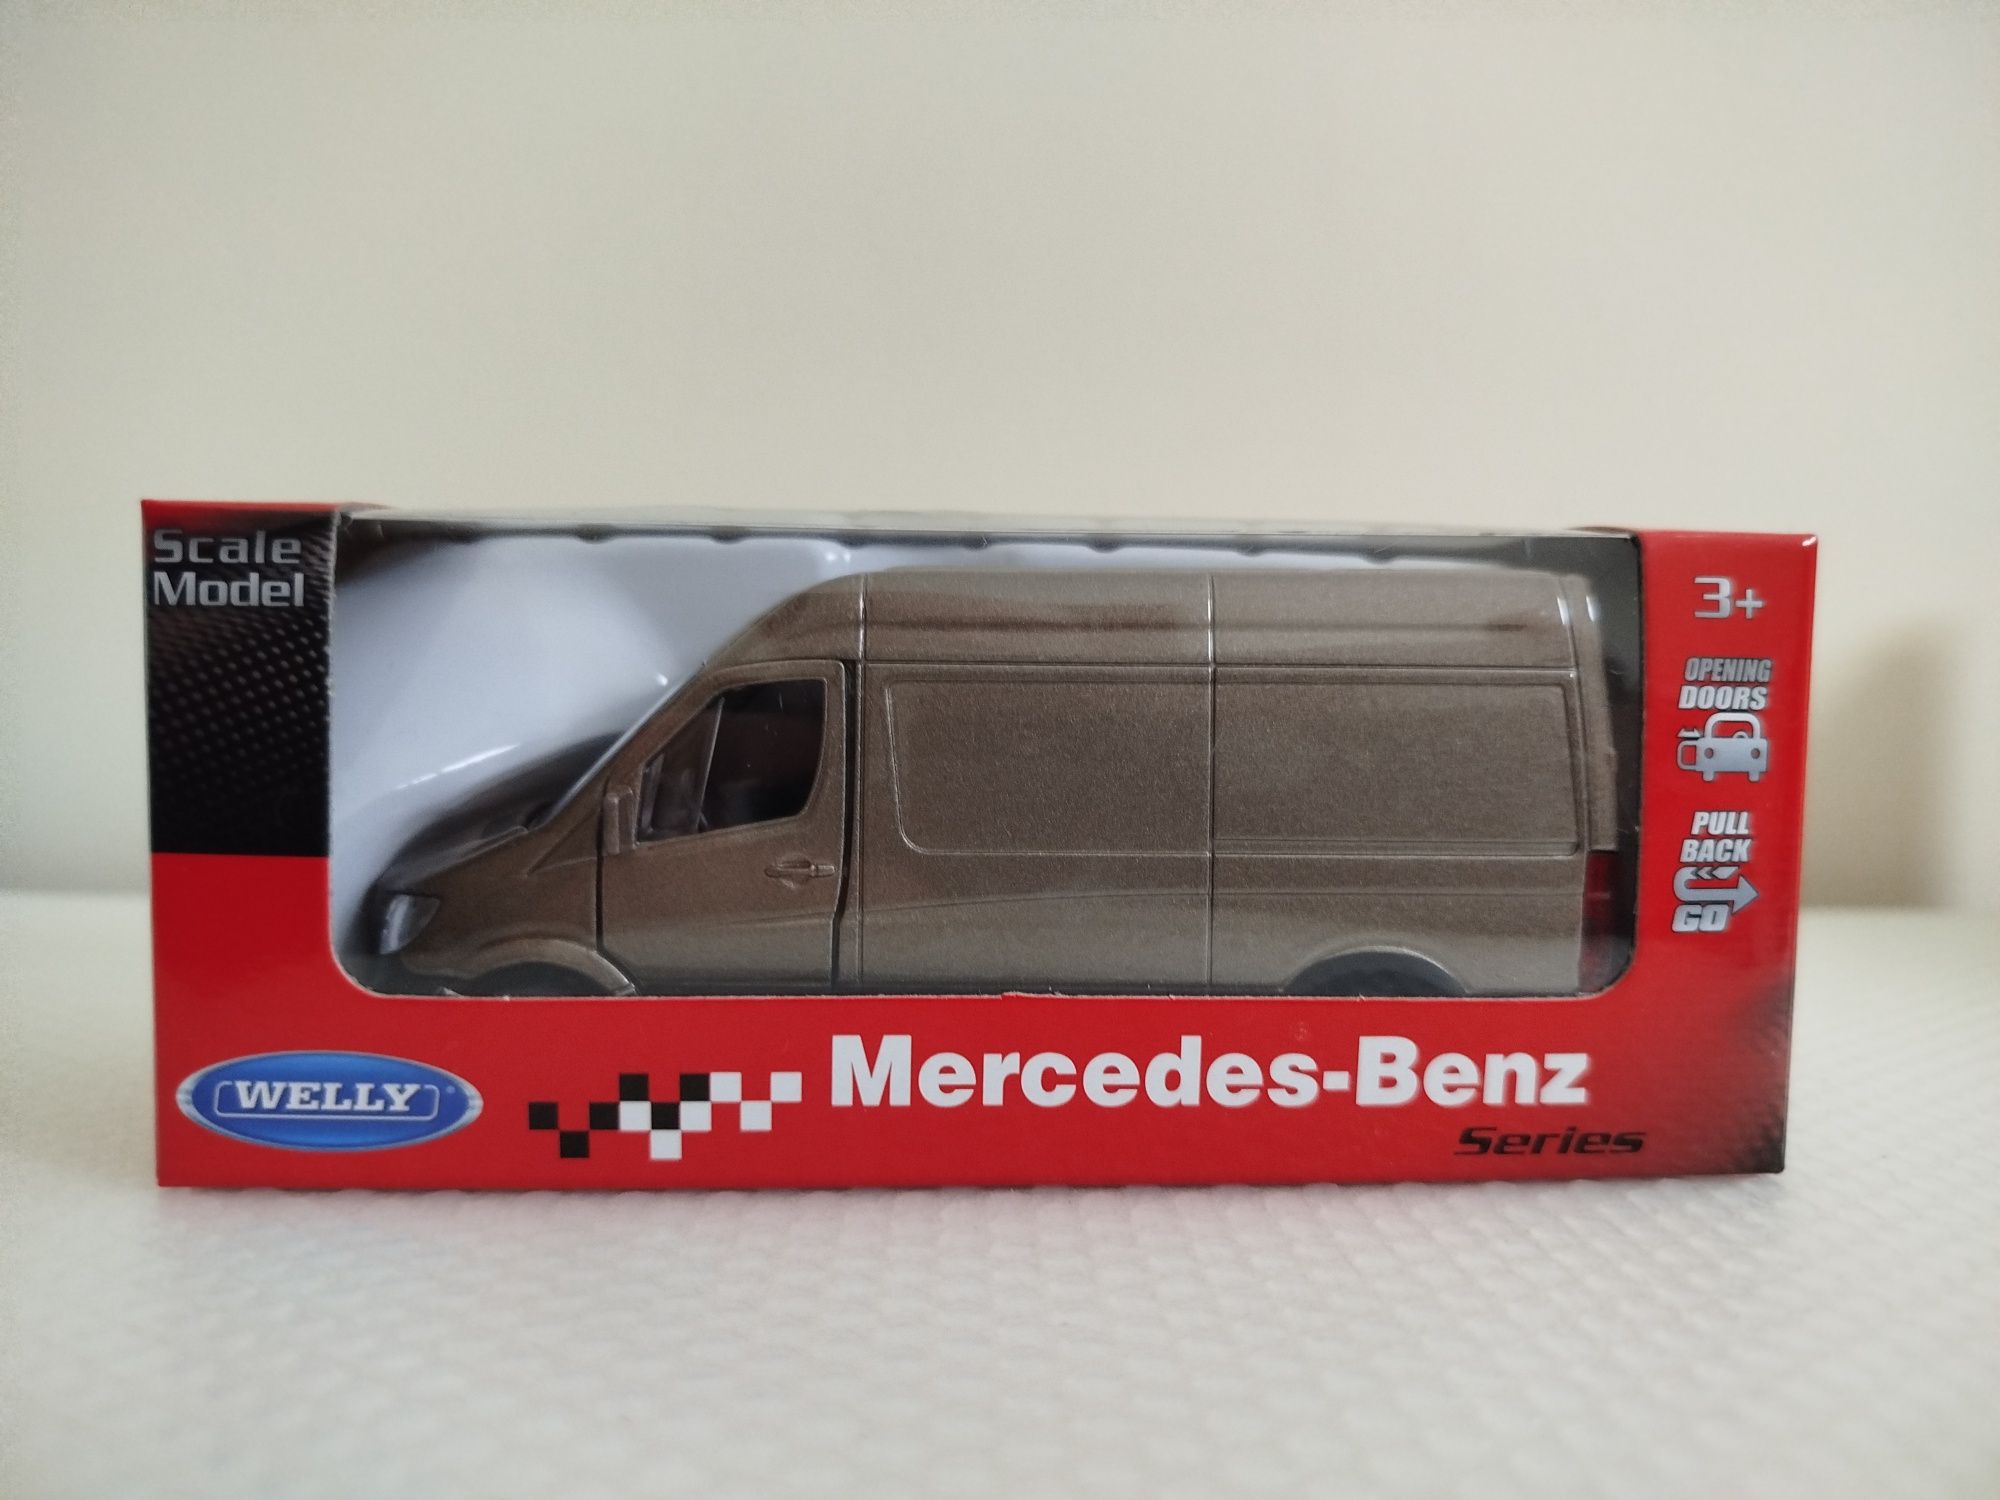 Scale
Model
3+
OPENING
DOORS
PULL
BACK
GO
WELLY
Mercedes-Benz
Series